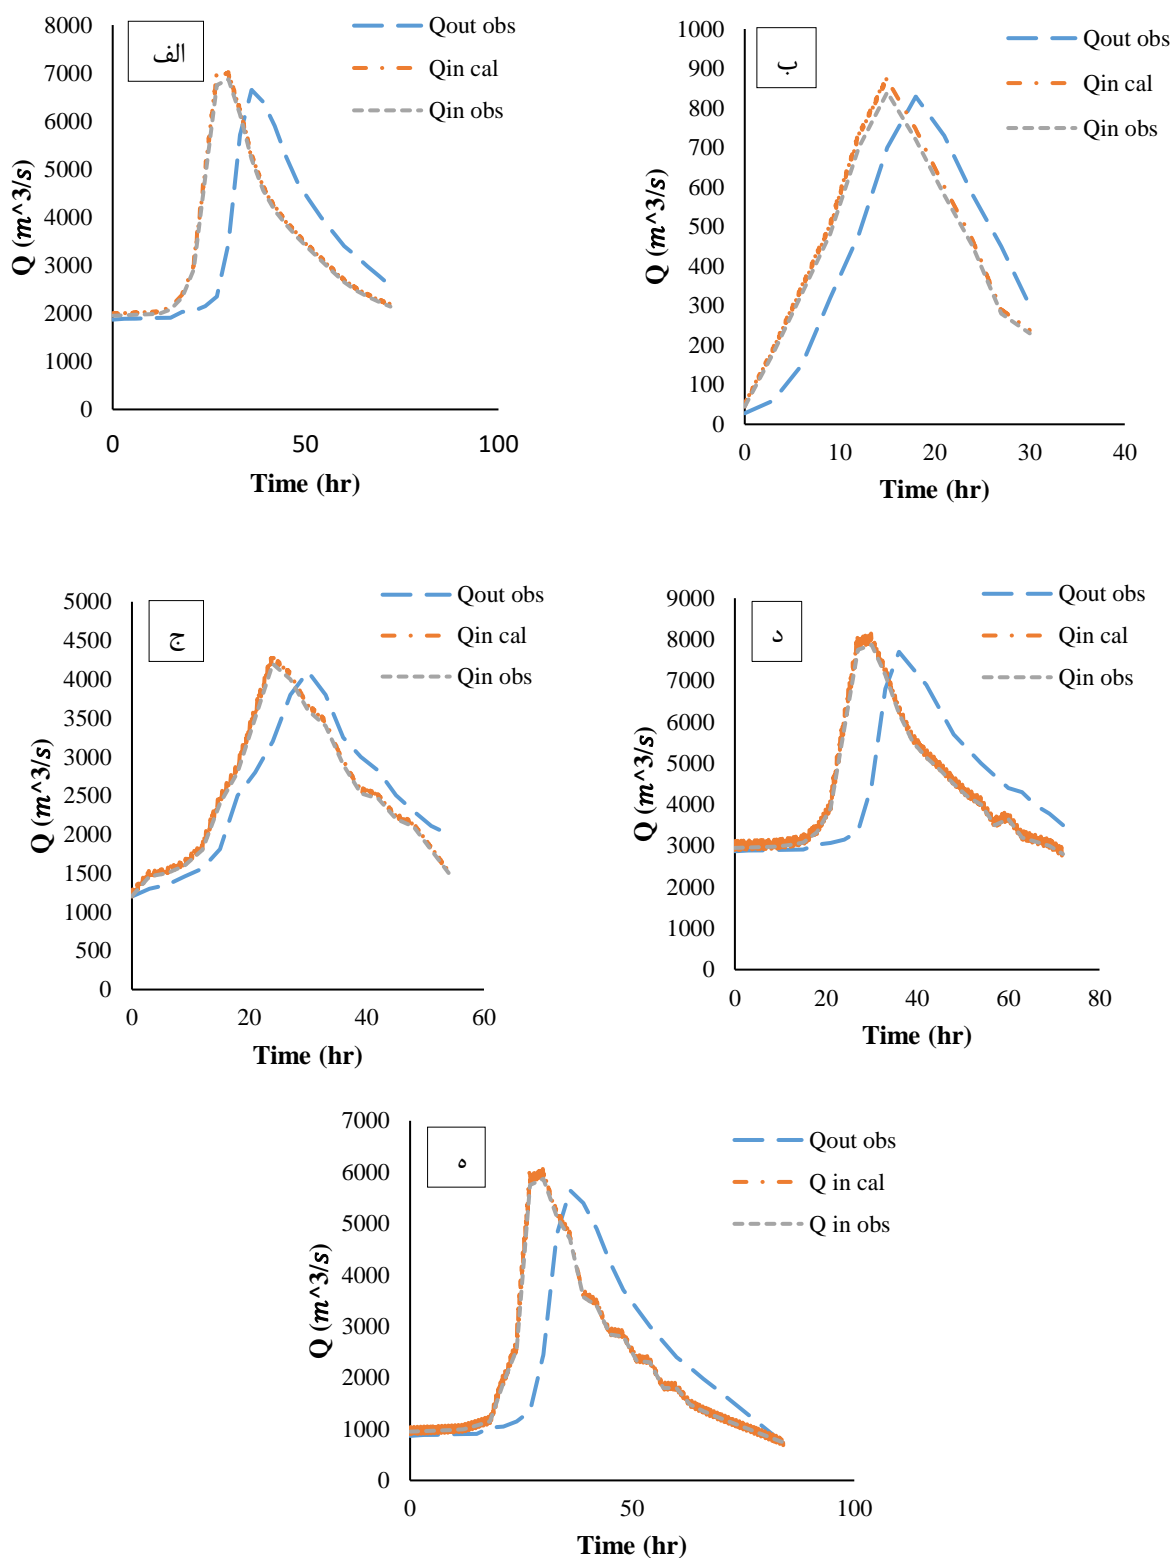 الف
Qout obs
Qin cal
Qin obs
Q (m^3/s)
8000
7000
6000
5000
4000
3000
2000
1000
0
0 50 100
Time (hr)
ب
Qout obs
Qin cal
Qin obs
Q (m^3/s)
1000
900
800
700
600
500
400
300
200
100
0
0 10 20 30 40
Time (hr)
ج
Qout obs
Qin cal
Qin obs
Q (m^3/s)
5000
4500
4000
3500
3000
2500
2000
1500
1000
500
0
0 20 40 60
Time (hr)
د
Qout obs
Qin cal
Qin obs
Q (m^3/s)
9000
8000
7000
6000
5000
4000
3000
2000
1000
0
0 20 40 60 80
Time (hr)
ه
Qout obs
Q in cal
Q in obs
Q (m^3/s)
7000
6000
5000
4000
3000
2000
1000
0
0 50 100
Time (hr)